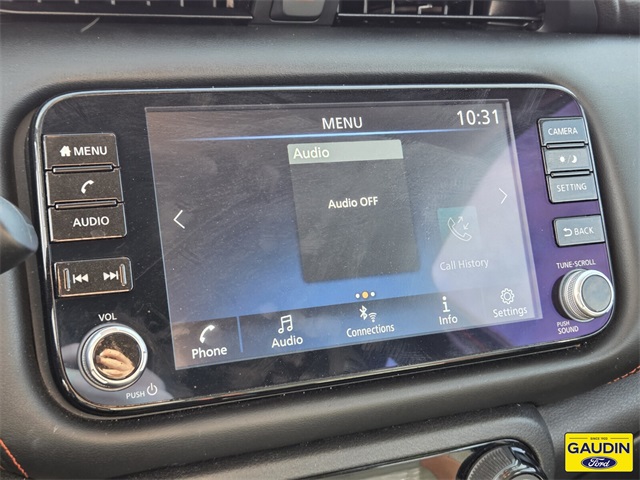 MENU
10:31
MENU
Audio
Audio OFF
AUDIO
Call History
VOL
PUSH
Phone
Audio
Connections
Info
Settings
CAMERA
SETTING
BACK
TUNE·SCROLL
PUSH
SOUND
SINCE 1922
GAUDIN
Ford